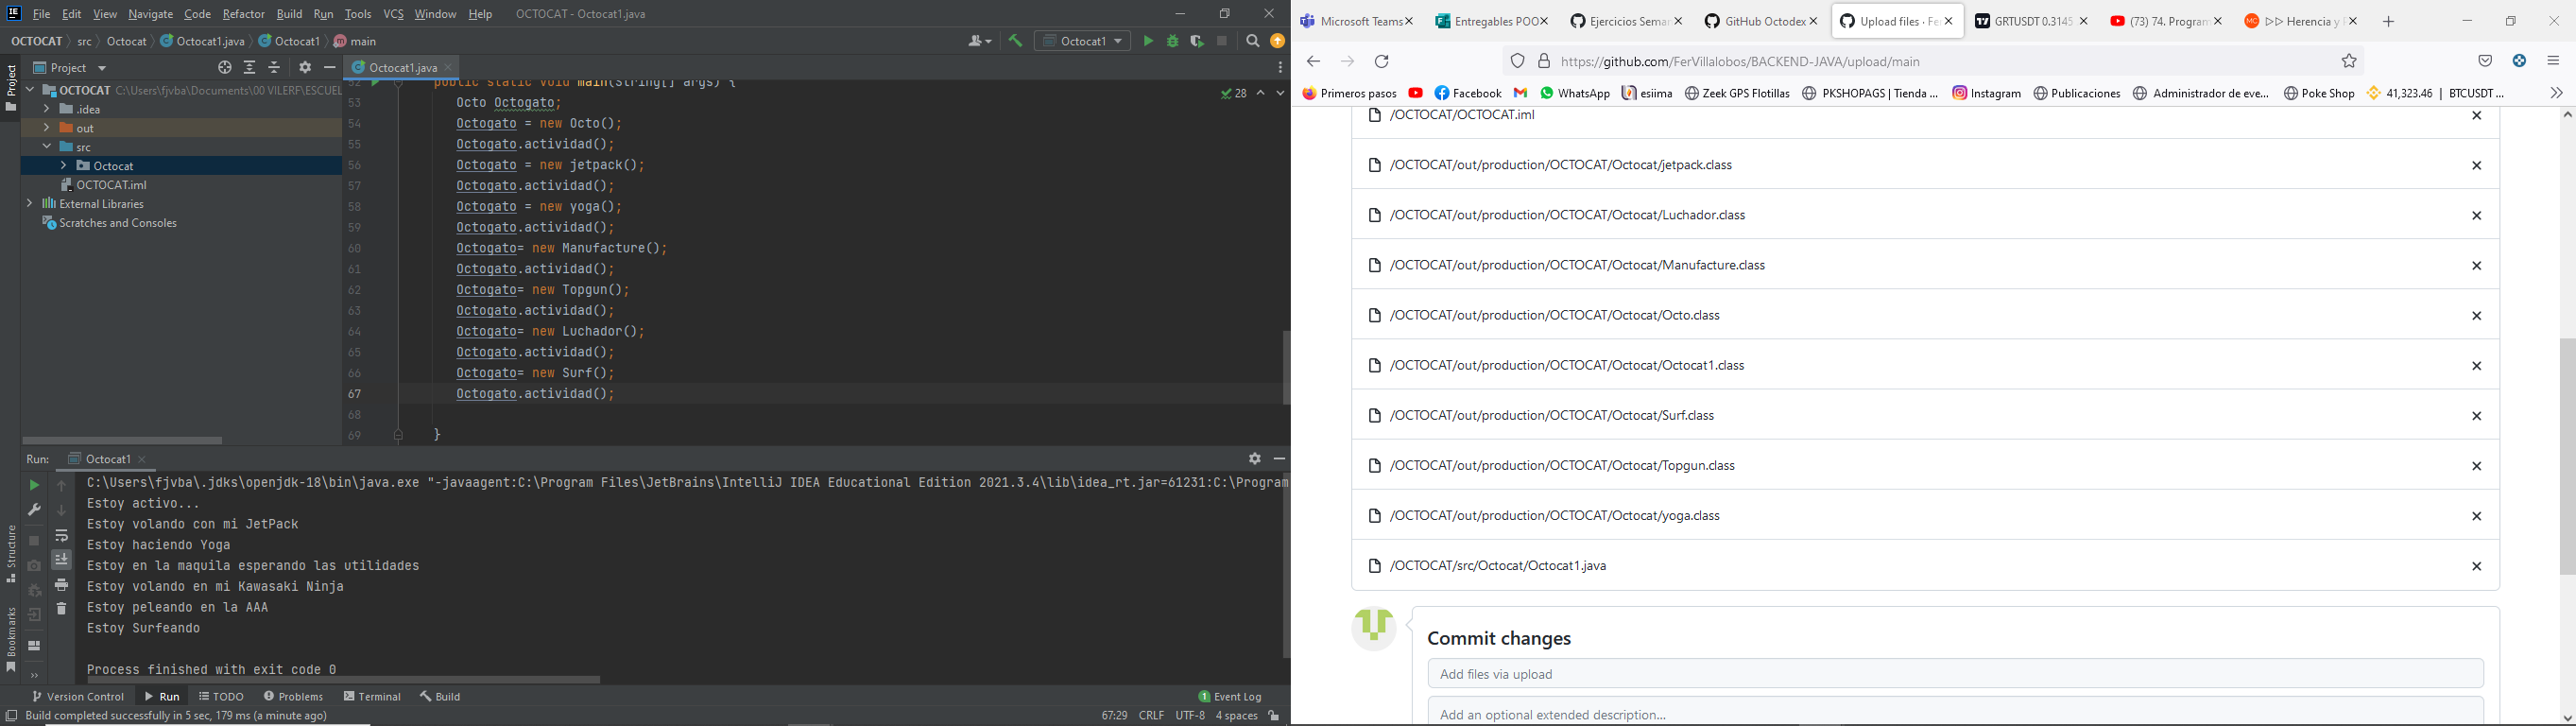 File Edit View Navigate Code Refactor Build Run Tools VCS Window Help OCTOCAT - Octocat1.java
OCTOCAT src Octocat Octocat1.java Octocat1 main
Octocat1
Project
Octocat1.java
28
OCTOCAT C:\Users\fjvba\Documents\00 VILERF\ESCUEL
.idea
out
src
Octocat
OCTOCAT.iml
External Libraries
Scratches and Consoles
52 public static void main(String[] args) {
53 Octo Octogato;
54 Octogato = new Octo();
55 Octogato.actividad();
56 Octogato = new jetpack();
57 Octogato.actividad();
58 Octogato = new yoga();
59 Octogato.actividad();
60 Octogato= new Manufacture();
61 Octogato.actividad();
62 Octogato= new Topgun();
63 Octogato.actividad();
64 Octogato= new Luchador();
65 Octogato.actividad();
66 Octogato= new Surf();
67 Octogato.actividad();
68
69 }
Project
Structure
Bookmarks
Run: Octocat1
C:\Users\fjvba\.jdks\openjdk-18\bin\java.exe "-javaagent:C:\Program Files\JetBrains\IntelliJ IDEA Educational Edition 2021.3.4\lib\idea_rt.jar=61231:C:\Program
Estoy activo...
Estoy volando con mi JetPack
Estoy haciendo Yoga
Estoy en la maquila esperando las utilidades
Estoy volando en mi Kawasaki Ninja
Estoy peleando en la AAA
Estoy Surfeando
Process finished with exit code 0
Version Control Run TODO Problems Terminal Build 1 Event Log
Build completed successfully in 5 sec, 179 ms (a minute ago) 67:29 CRLF UTF-8 4 spaces
Microsoft Teams Entregables POO Ejercicios Semar GitHub Octodex Upload files · Fe GRTUSDT 0.3145 (73) 74. Program ▷▷ Herencia y
https://github.com/FerVillalobos/BACKEND-JAVA/upload/main
Primeros pasos Facebook WhatsApp esiima Zeek GPS Flotillas PKSHOPAGS | Tienda ... Instagram Publicaciones Administrador de eve... Poke Shop 41,323.46 | BTCUSDT ...
/OCTOCAT/OCTOCAT.iml
/OCTOCAT/out/production/OCTOCAT/Octocat/jetpack.class
/OCTOCAT/out/production/OCTOCAT/Octocat/Luchador.class
/OCTOCAT/out/production/OCTOCAT/Octocat/Manufacture.class
/OCTOCAT/out/production/OCTOCAT/Octocat/Octo.class
/OCTOCAT/out/production/OCTOCAT/Octocat/Octocat1.class
/OCTOCAT/out/production/OCTOCAT/Octocat/Surf.class
/OCTOCAT/out/production/OCTOCAT/Octocat/Topgun.class
/OCTOCAT/out/production/OCTOCAT/Octocat/yoga.class
/OCTOCAT/src/Octocat/Octocat1.java
Commit changes
Add files via upload
Add an optional extended description...